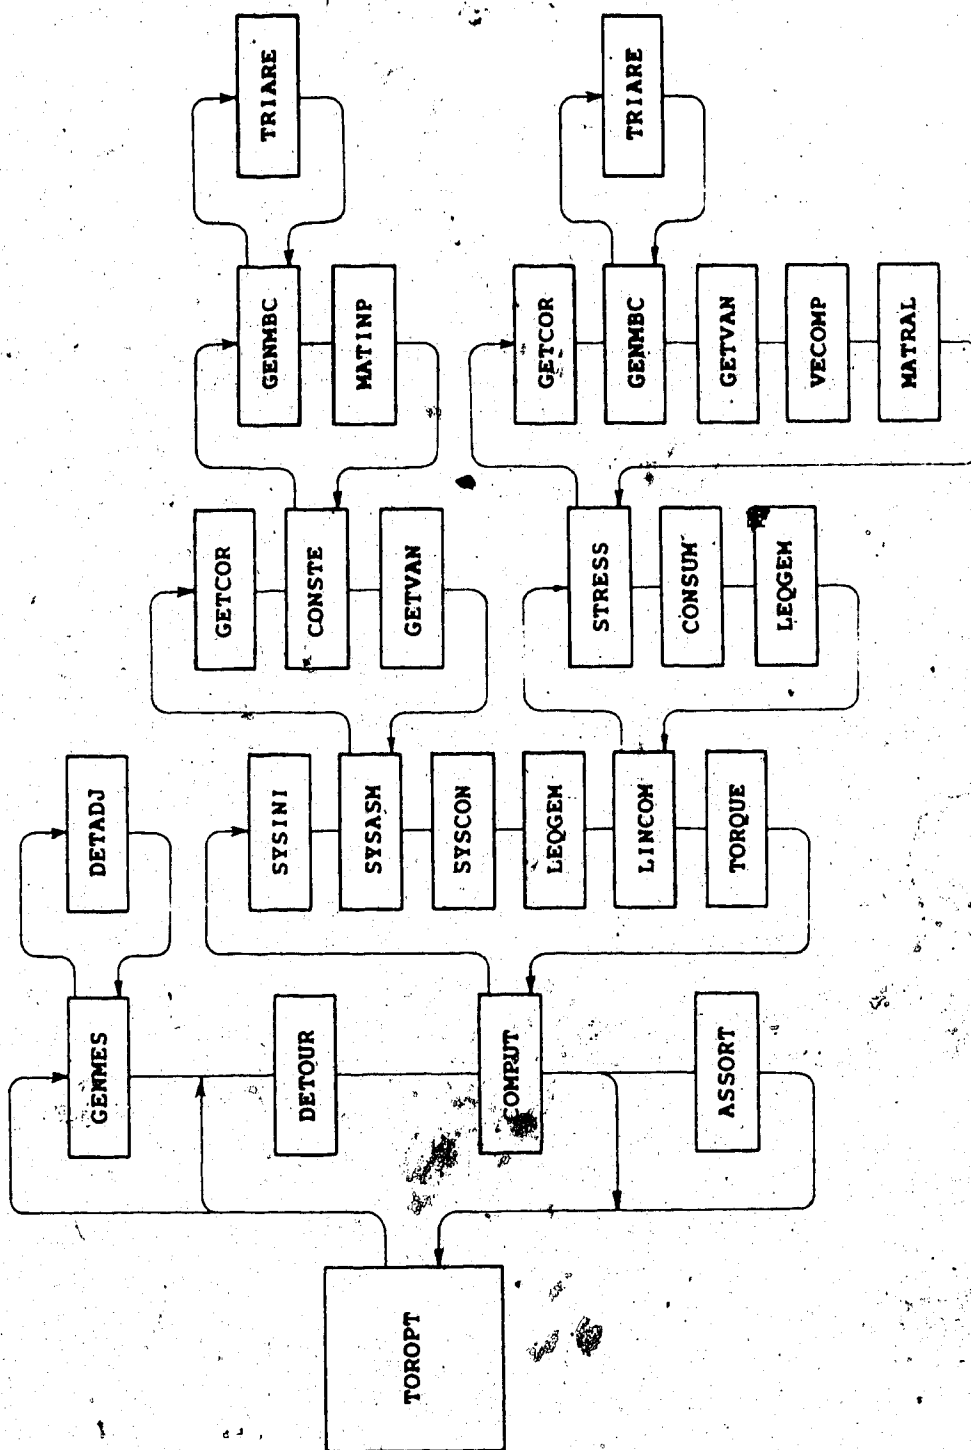 TOROPT
GENMES
DETOUR
COMPUT
ASSORT
DETADJ
SYSINI
SYSASM
SYSCON
LEQGEM
LINCOM
TORQUE
GETCOR
CONSTE
GETVAN
STRESS
CONSUM
LEQGEM
GENMBC
MATINP
GETCOR
GENMBC
GETVAN
VECOMP
MATRAL
TRIARE
TRIARE